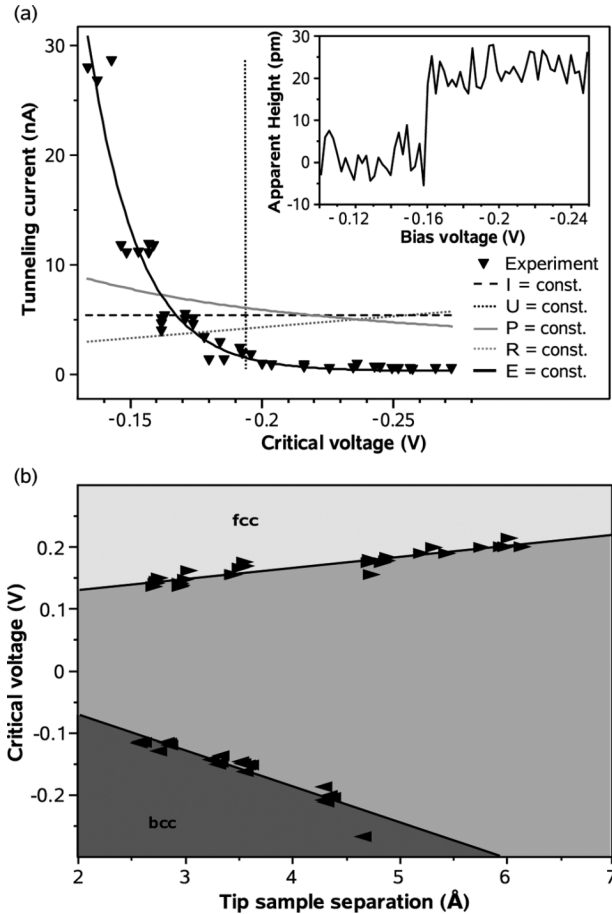 (a)
30
20
10
0
Tunneling current (nA)
-0.15
-0.2
-0.25
Critical voltage (V)
30
20
10
0
-10
Apparent Height (pm)
-0.12
-0.16
-0.2
-0.24
Bias voltage (V)
Experiment
I = const.
U = const.
P = const.
R = const.
E = const.
(b)
0.2
0.1
0
-0.1
-0.2
Critical voltage (V)
fcc
bcc
2
3
4
5
6
7
Tip sample separation (Å)